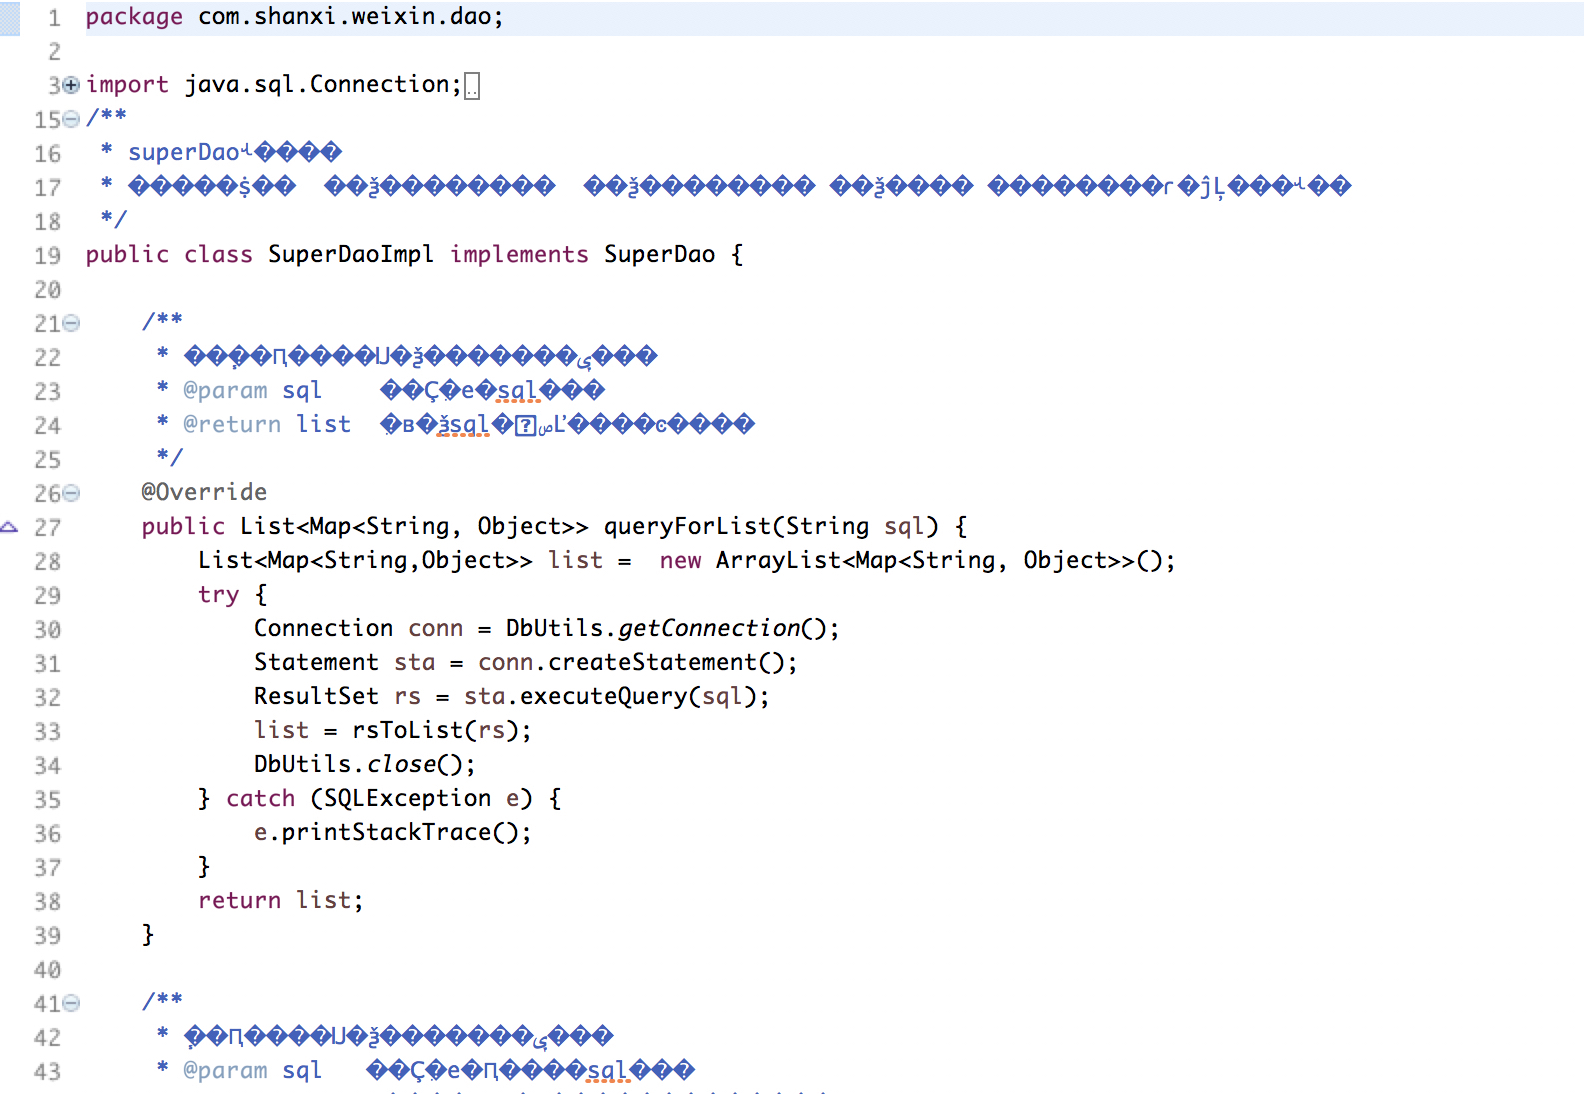 1 package com.shanxi.weixin.dao;
2
3 import java.sql.Connection;
15 /**
16 * superDao
17 *
18 */
19 public class SuperDaoImpl implements SuperDao {
20
21 /**
22 *
23 * @param sql sql
24 * @return list sql
25 */
26 @Override
27 public List<Map<String, Object>> queryForList(String sql) {
28 List<Map<String,Object>> list =  new ArrayList<Map<String, Object>>();
29 try {
30 Connection conn = DbUtils.getConnection();
31 Statement sta = conn.createStatement();
32 ResultSet rs = sta.executeQuery(sql);
33 list = rsToList(rs);
34 DbUtils.close();
35 } catch (SQLException e) {
36 e.printStackTrace();
37 }
38 return list;
39 }
40
41 /**
42 *
43 * @param sql sql